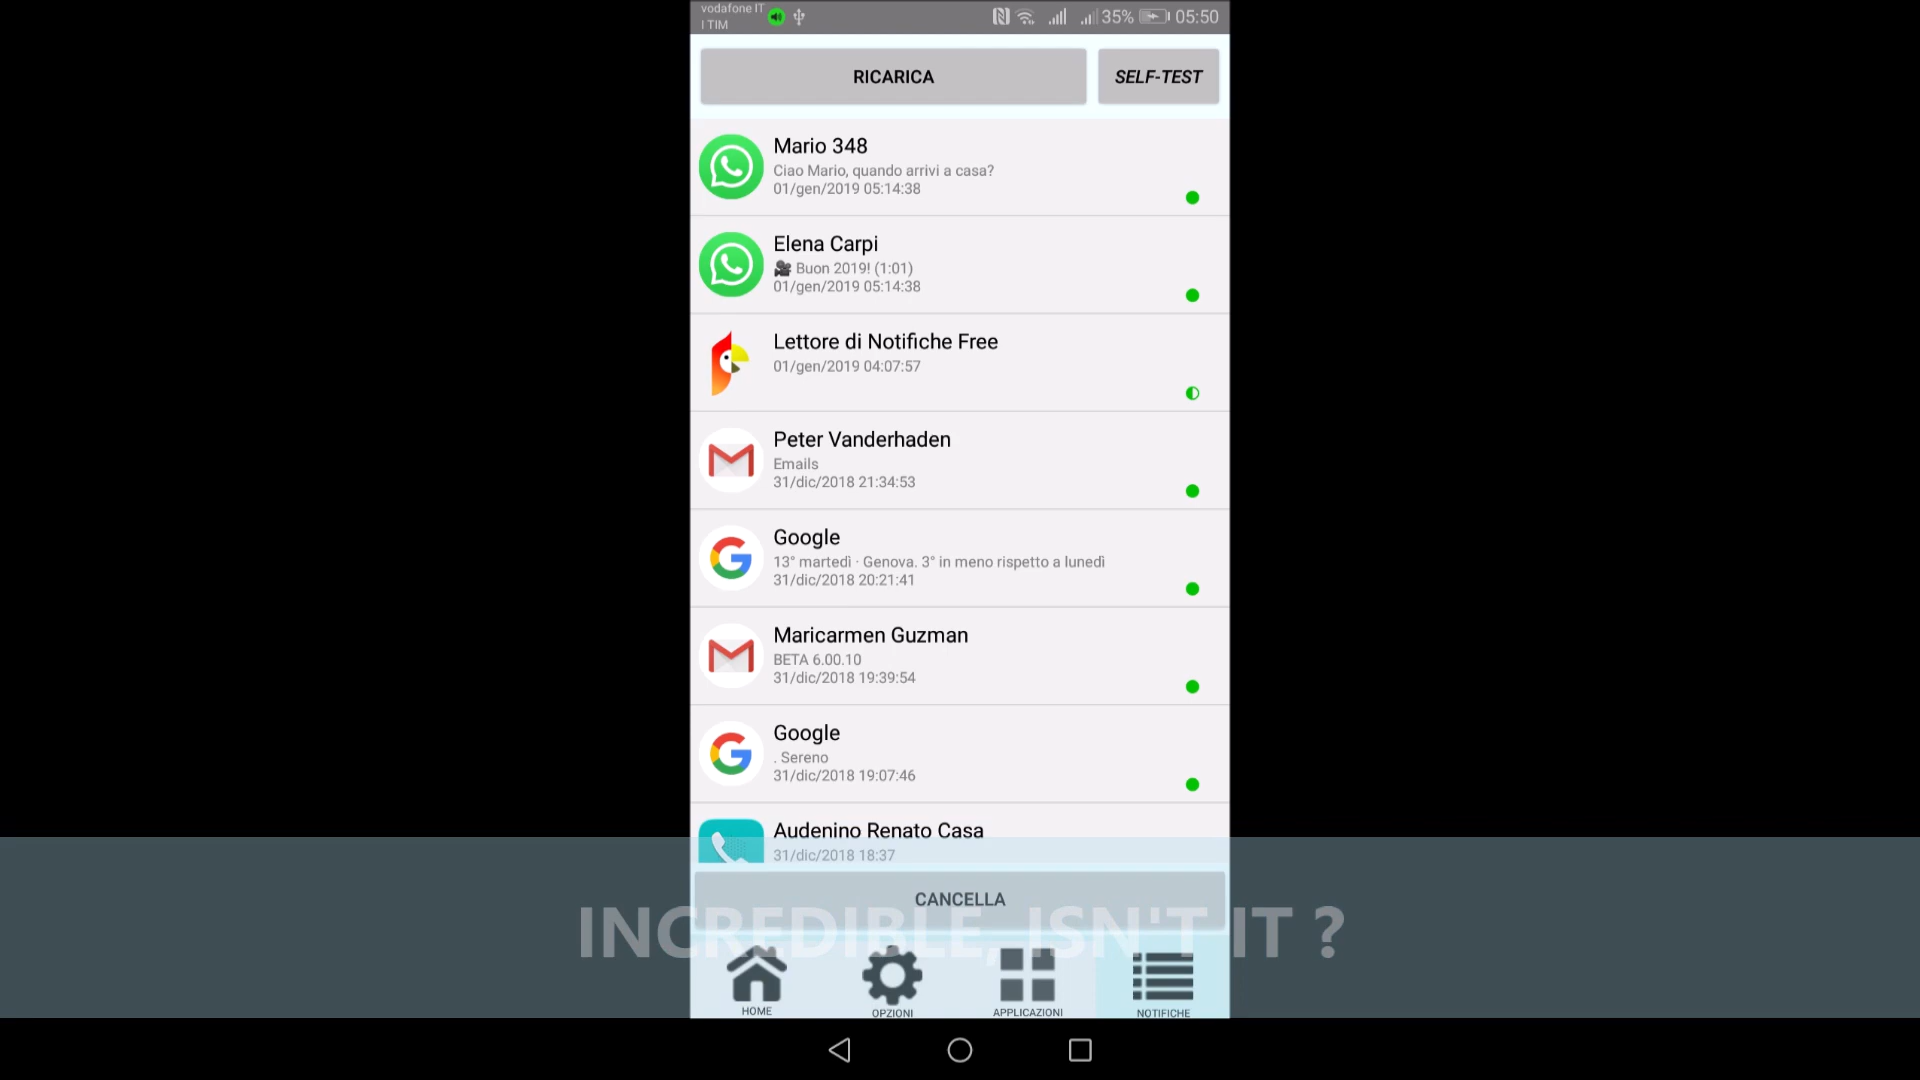 vodafone IT
I TIM
35% 05:50
RICARICA
SELF-TEST
Mario 348
Ciao Mario, quando arrivi a casa?
01/gen/2019 05:14:38
Elena Carpi
🎥 Buon 2019! (1:01)
01/gen/2019 05:14:38
Lettore di Notifiche Free
01/gen/2019 04:07:57
Peter Vanderhaden
Emails
31/dic/2018 21:34:53
Google
13° martedì · Genova. 3° in meno rispetto a lunedì
31/dic/2018 20:21:41
Maricarmen Guzman
BETA 6.00.10
31/dic/2018 19:39:54
Google
. Sereno
31/dic/2018 19:07:46
Audenino Renato Casa
31/dic/2018 18:37
CANCELLA
INCREDIBLE, ISN'T IT ?
HOME
OPZIONI
APPLICAZIONI
NOTIFICHE